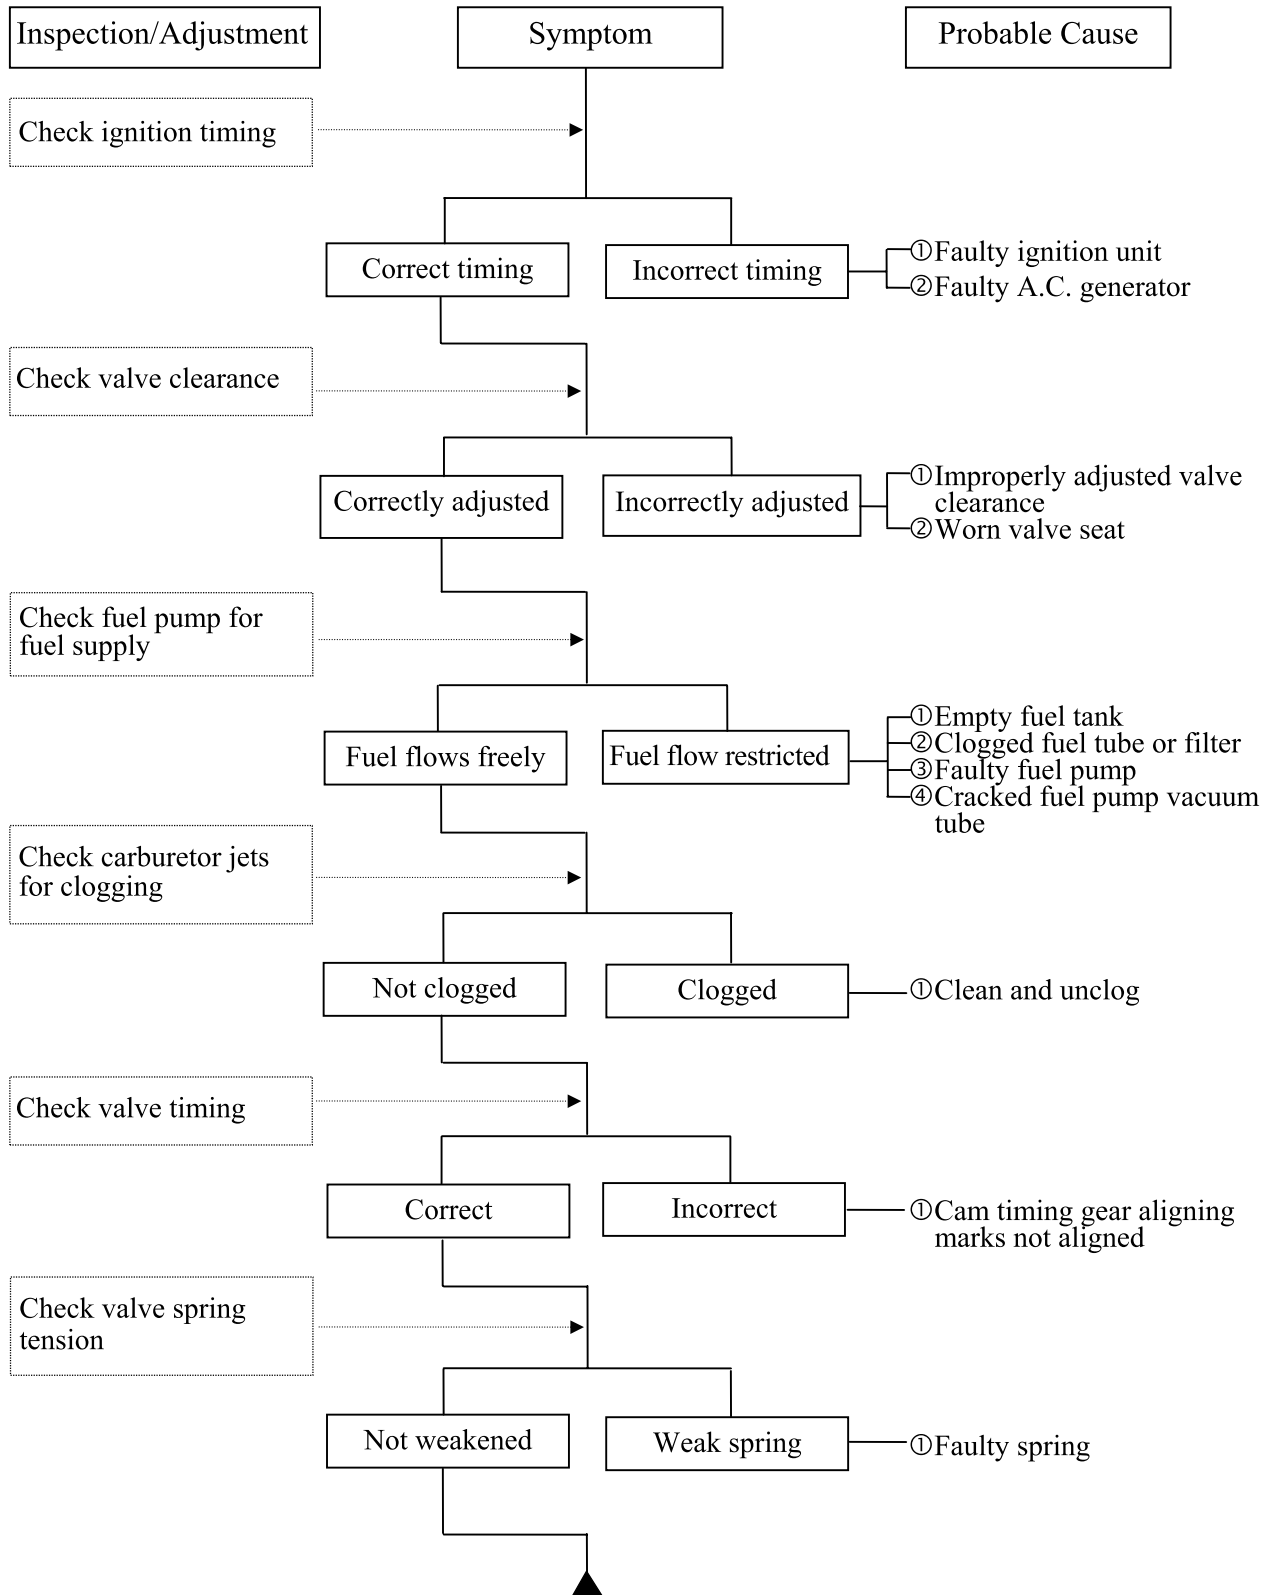 Inspection/Adjustment
Symptom
Probable Cause
Check ignition timing
Correct timing
Incorrect timing
①Faulty ignition unit
②Faulty A.C. generator
Check valve clearance
Correctly adjusted
Incorrectly adjusted
①Improperly adjusted valve
clearance
②Worn valve seat
Check fuel pump for
fuel supply
Fuel flows freely
Fuel flow restricted
①Empty fuel tank
②Clogged fuel tube or filter
③Faulty fuel pump
④Cracked fuel pump vacuum
tube
Check carburetor jets
for clogging
Not clogged
Clogged
①Clean and unclog
Check valve timing
Correct
Incorrect
①Cam timing gear aligning
marks not aligned
Check valve spring
tension
Not weakened
Weak spring
①Faulty spring